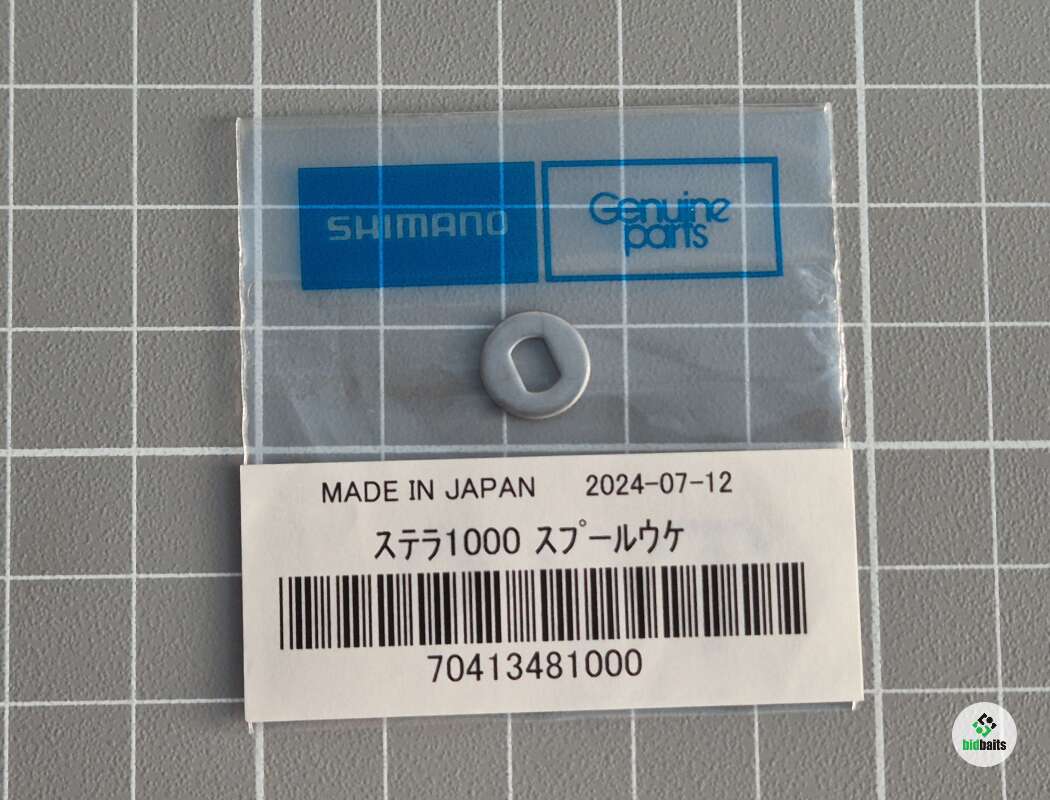 SHIMANO
Genuine
parts
MADE IN JAPAN 2024-07-12
ステラ1000 スプールウケ
70413481000
bidbaits